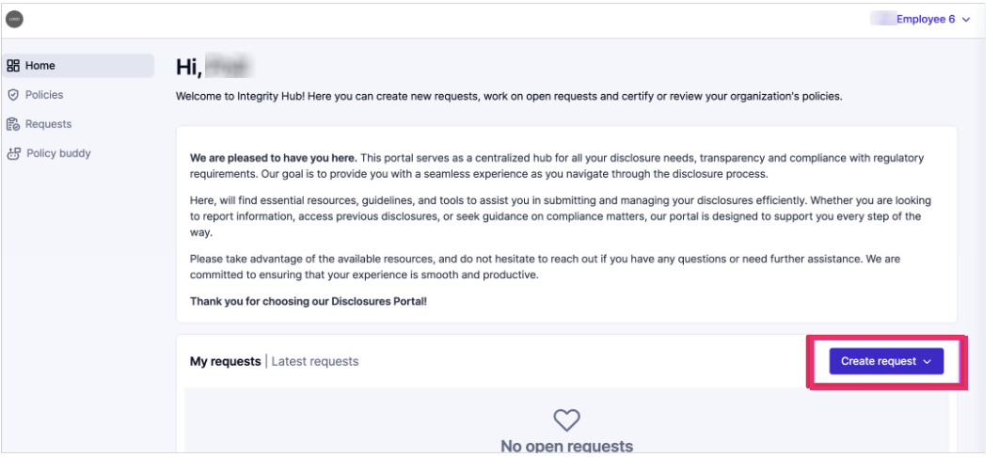 LOGO
Employee 6
Home
Policies
Requests
Policy buddy
Hi,
Welcome to Integrity Hub! Here you can create new requests, work on open requests and certify or review your organization's policies.
We are pleased to have you here. This portal serves as a centralized hub for all your disclosure needs, transparency and compliance with regulatory
requirements. Our goal is to provide you with a seamless experience as you navigate through the disclosure process.
Here, will find essential resources, guidelines, and tools to assist you in submitting and managing your disclosures efficiently. Whether you are looking
to report information, access previous disclosures, or seek guidance on compliance matters, our portal is designed to support you every step of the
way.
Please take advantage of the available resources, and do not hesitate to reach out if you have any questions or need further assistance. We are
committed to ensuring that your experience is smooth and productive.
Thank you for choosing our Disclosures Portal!
My requests | Latest requests
Create request
No open requests